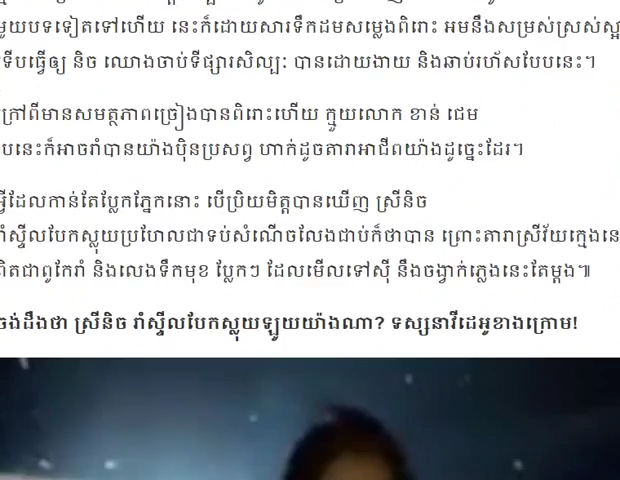 មួយបទទៀតទៅហើយ នេះក៏ដោយសារទឹកដមសម្លេងពិរោះ អមនឹងសម្រស់ស្រស់ស្អ
ទើបធ្វើឲ្យ និច ឈោងចាប់ទីផ្សារសិល្បៈ បានដោយងាយ និងឆាប់រហ័សបែបនេះ។
ក្រៅពីមានសមត្ថភាពច្រៀងបានពិរោះហើយ ក្មួយលោក ខាន់ ជេម
បនេះក៏អាចរាំបានយ៉ាងប៉ិនប្រសព្វ ហាក់ដូចតារាអាជីពយ៉ាងដូច្នេះដែរ។
អ្វីដែលកាន់តែប្លែកភ្នែកនោះ បើប្រិយមិត្តបានឃើញ ស្រីនិច
រាំស្ទីលបែកស្លុយប្រហែលជាទប់សំណើចលែងជាប់ក៏ថាបាន ព្រោះតារាស្រីវ័យក្មេងនេ
ពិតជាពូកែរាំ និងលេងទឹកមុខ ប្លែកៗ ដែលមើលទៅស៊ី នឹងចង្វាក់ភ្លេងនេះតែម្ដង៕
ចង់ដឹងថា ស្រីនិច រាំស្ទីលបែកស្លុយឡូយយ៉ាងណា? ទស្សនាវីដេអូខាងក្រោម!